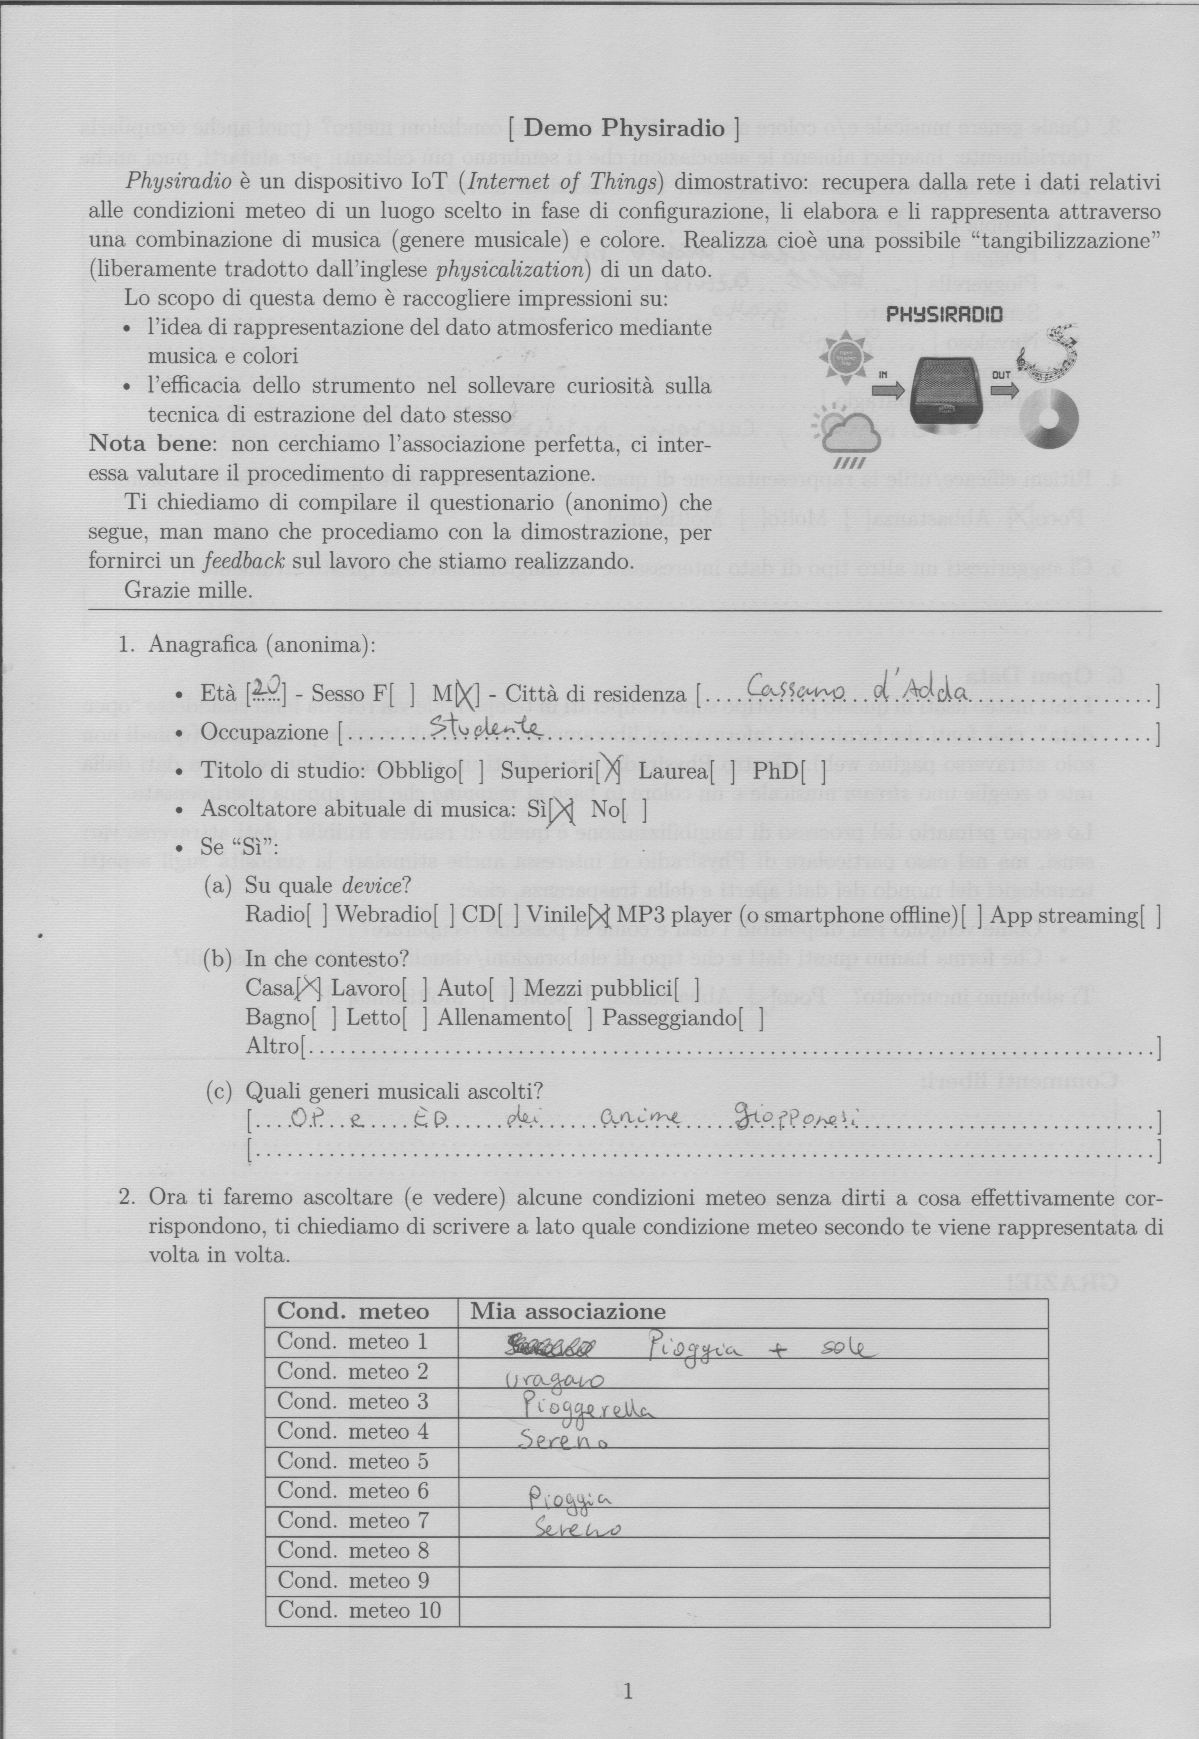 [ Demo Physiradio ]
Physiradio è un dispositivo IoT (Internet of Things) dimostrativo: recupera dalla rete i dati relativi
alle condizioni meteo di un luogo scelto in fase di configurazione, li elabora e li rappresenta attraverso
una combinazione di musica (genere musicale) e colore. Realizza cioè una possibile “tangibilizzazione”
(liberamente tradotto dall'inglese physicalization) di un dato.
Lo scopo di questa demo è raccogliere impressioni su:
• l'idea di rappresentazione del dato atmosferico mediante
musica e colori
• l'efficacia dello strumento nel sollevare curiosità sulla
tecnica di estrazione del dato stesso
PHYSIRADIO
IN
OUT
Nota bene: non cerchiamo l'associazione perfetta, ci inter-
essa valutare il procedimento di rappresentazione.
Ti chiediamo di compilare il questionario (anonimo) che
segue, man mano che procediamo con la dimostrazione, per
fornirci un feedback sul lavoro che stiamo realizzando.
Grazie mille.
1. Anagrafica (anonima):
• Età [20] - Sesso F[ ] M[X] - Città di residenza [....Cassano d'Adda....]
• Occupazione [....Studente....]
• Titolo di studio: Obbligo[ ] Superiori[X] Laurea[ ] PhD[ ]
• Ascoltatore abituale di musica: Sì[X] No[ ]
• Se “Sì”:
(a) Su quale device?
Radio[ ] Webradio[ ] CD[ ] Vinile[X] MP3 player (o smartphone offline)[ ] App streaming[ ]
(b) In che contesto?
Casa[X] Lavoro[ ] Auto[ ] Mezzi pubblici[ ]
Bagno[ ] Letto[ ] Allenamento[ ] Passeggiando[ ]
Altro[....]
(c) Quali generi musicali ascolti?
[....OP e ED dei anime giapponesi....]
[....]
2. Ora ti faremo ascoltare (e vedere) alcune condizioni meteo senza dirti a cosa effettivamente cor-
rispondono, ti chiediamo di scrivere a lato quale condizione meteo secondo te viene rappresentata di
volta in volta.
Cond. meteo Mia associazione
Cond. meteo 1 Pioggia + sole
Cond. meteo 2 Uragano
Cond. meteo 3 Pioggerella
Cond. meteo 4 Sereno
Cond. meteo 5
Cond. meteo 6 Pioggia
Cond. meteo 7 Sereno
Cond. meteo 8
Cond. meteo 9
Cond. meteo 10
1